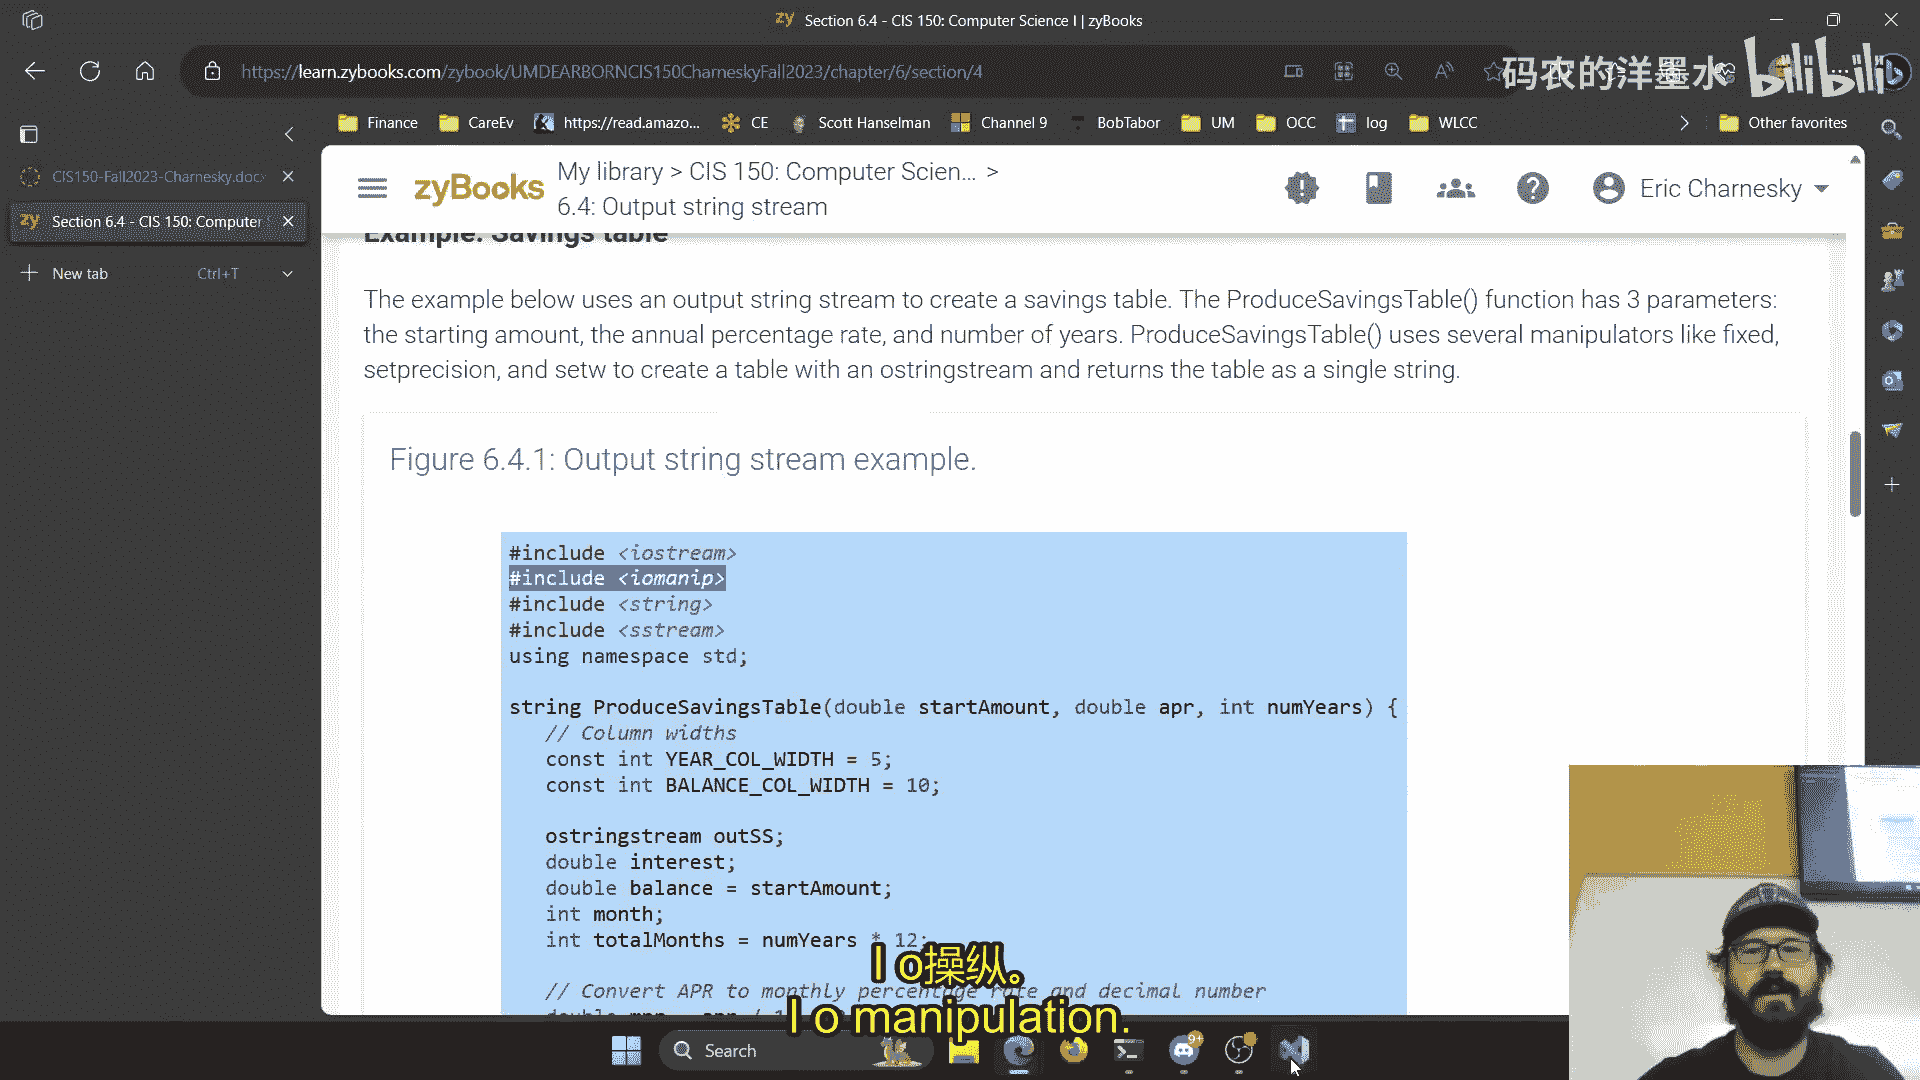 Section 6.4 - CIS 150: Computer Science I | zyBooks
https://learn.zybooks.com/zybook/UMDEARBORNCIS150CharneskyFall2023/chapter/6/section/4
码农的洋墨水 bilibili
Finance CareEv https://read.amazo... CE Scott Hanselman Channel 9 BobTabor UM OCC log WLCC Other favorites
CIS150-Fall2023-Charnesky.doc
Section 6.4 - CIS 150: Computer
New tab Ctrl+T
zyBooks
My library > CIS 150: Computer Scien... >
6.4: Output string stream
Eric Charnesky
Example: Savings table
The example below uses an output string stream to create a savings table. The ProduceSavingsTable() function has 3 parameters:
the starting amount, the annual percentage rate, and number of years. ProduceSavingsTable() uses several manipulators like fixed,
setprecision, and setw to create a table with an ostringstream and returns the table as a single string.
Figure 6.4.1: Output string stream example.
#include <iostream>
#include <iomanip>
#include <string>
#include <sstream>
using namespace std;
string ProduceSavingsTable(double startAmount, double apr, int numYears) {
// Column widths
const int YEAR_COL_WIDTH = 5;
const int BALANCE_COL_WIDTH = 10;
ostringstream outSS;
double interest;
double balance = startAmount;
int month;
int totalMonths = numYears * 12;
// Convert APR to monthly percentage rate and decimal number
I o操纵。
I o manipulation.
Search
9+